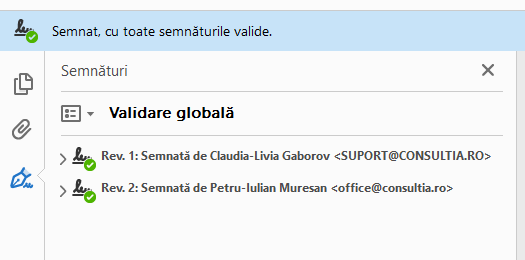 Semnat, cu toate semnăturile valide.
Semnături
Validare globală
Rev. 1: Semnată de Claudia-Livia Gaborov <SUPORT@CONSULTIA.RO>
Rev. 2: Semnată de Petru-Iulian Muresan <office@consultia.ro>